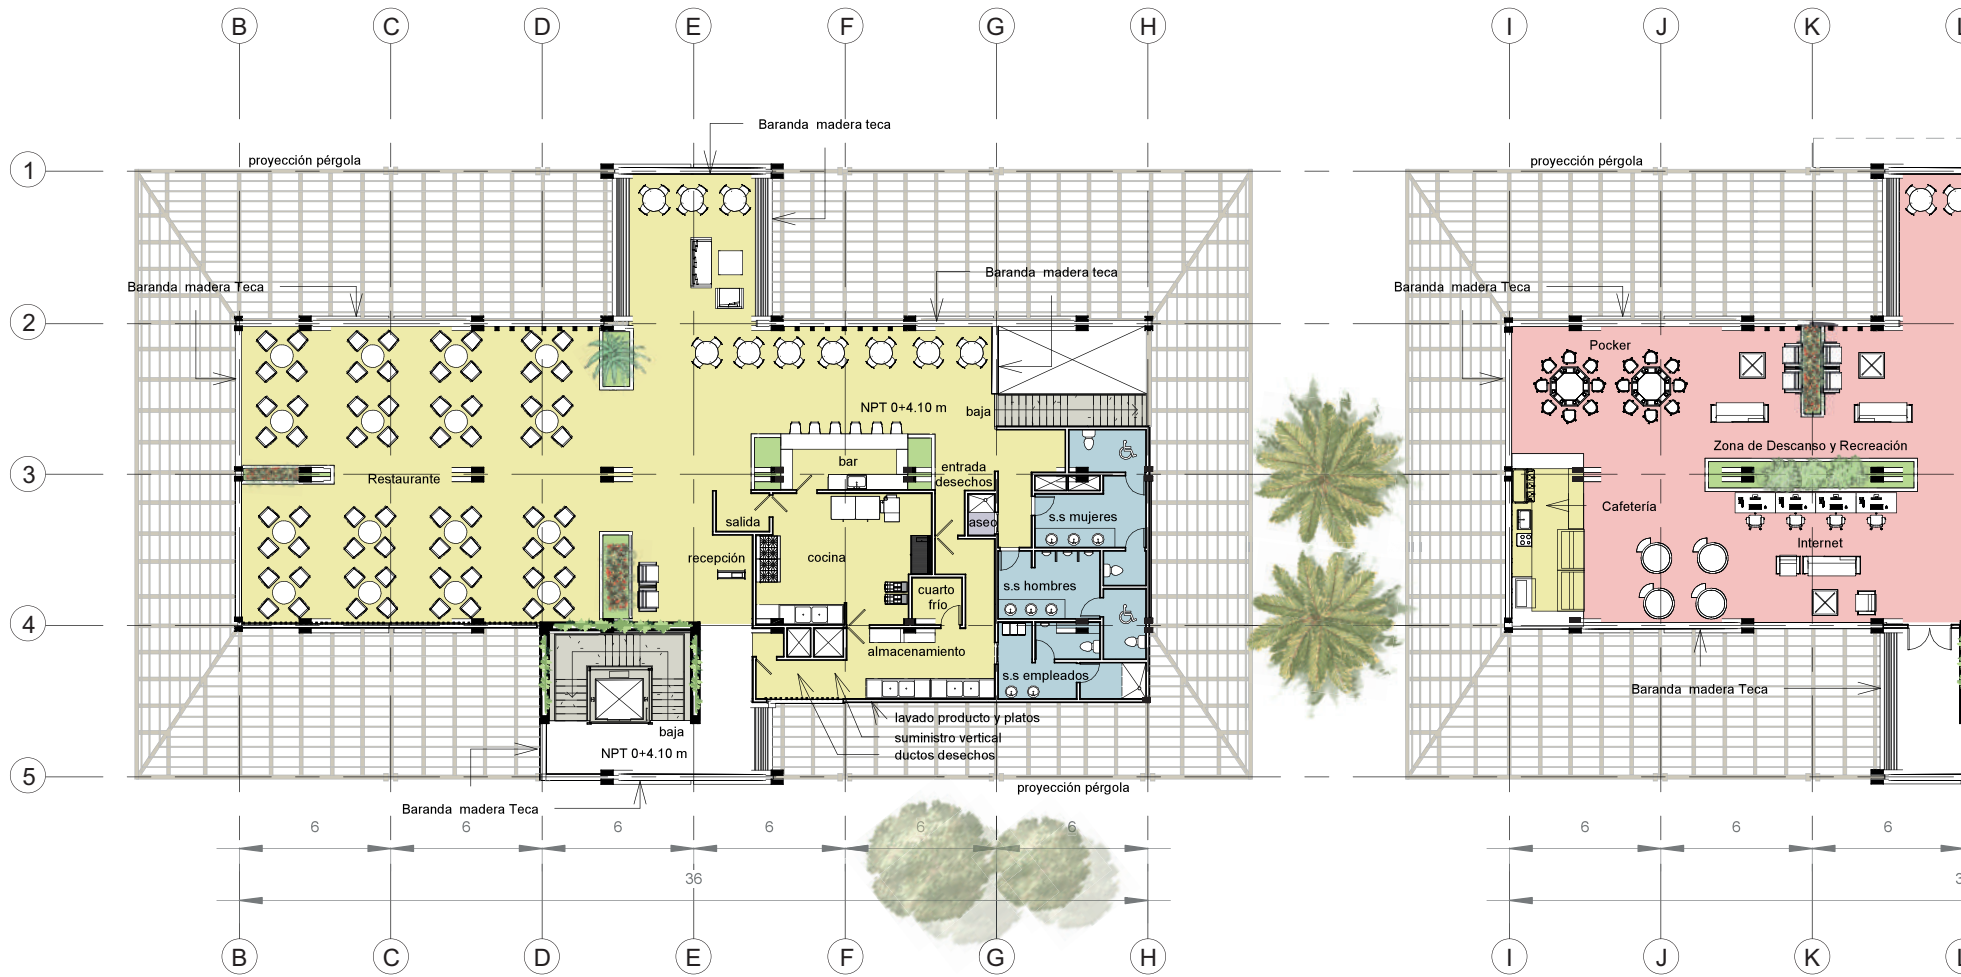 B C D E F G H I J K L
Baranda madera teca
1
proyección pérgola
proyección pérgola
Baranda madera teca
Baranda madera Teca
Baranda madera Teca
2
Pocker
NPT 0+4.10 m
baja
Zona de Descanso y Recreación
bar
entrada
desechos
3
Restaurante
Cafetería
salida
aseo
s.s mujeres
Internet
recepción
cocina
s.s hombres
cuarto
frío
4
almacenamiento
s.s empleados
Baranda madera Teca
lavado producto y platos
baja
suministro vertical
NPT 0+4.10 m
ductos desechos
5
proyección pérgola
Baranda madera Teca
6 6 6 6 6 6 6 6 6
36 3
B C D E F G H I J K L